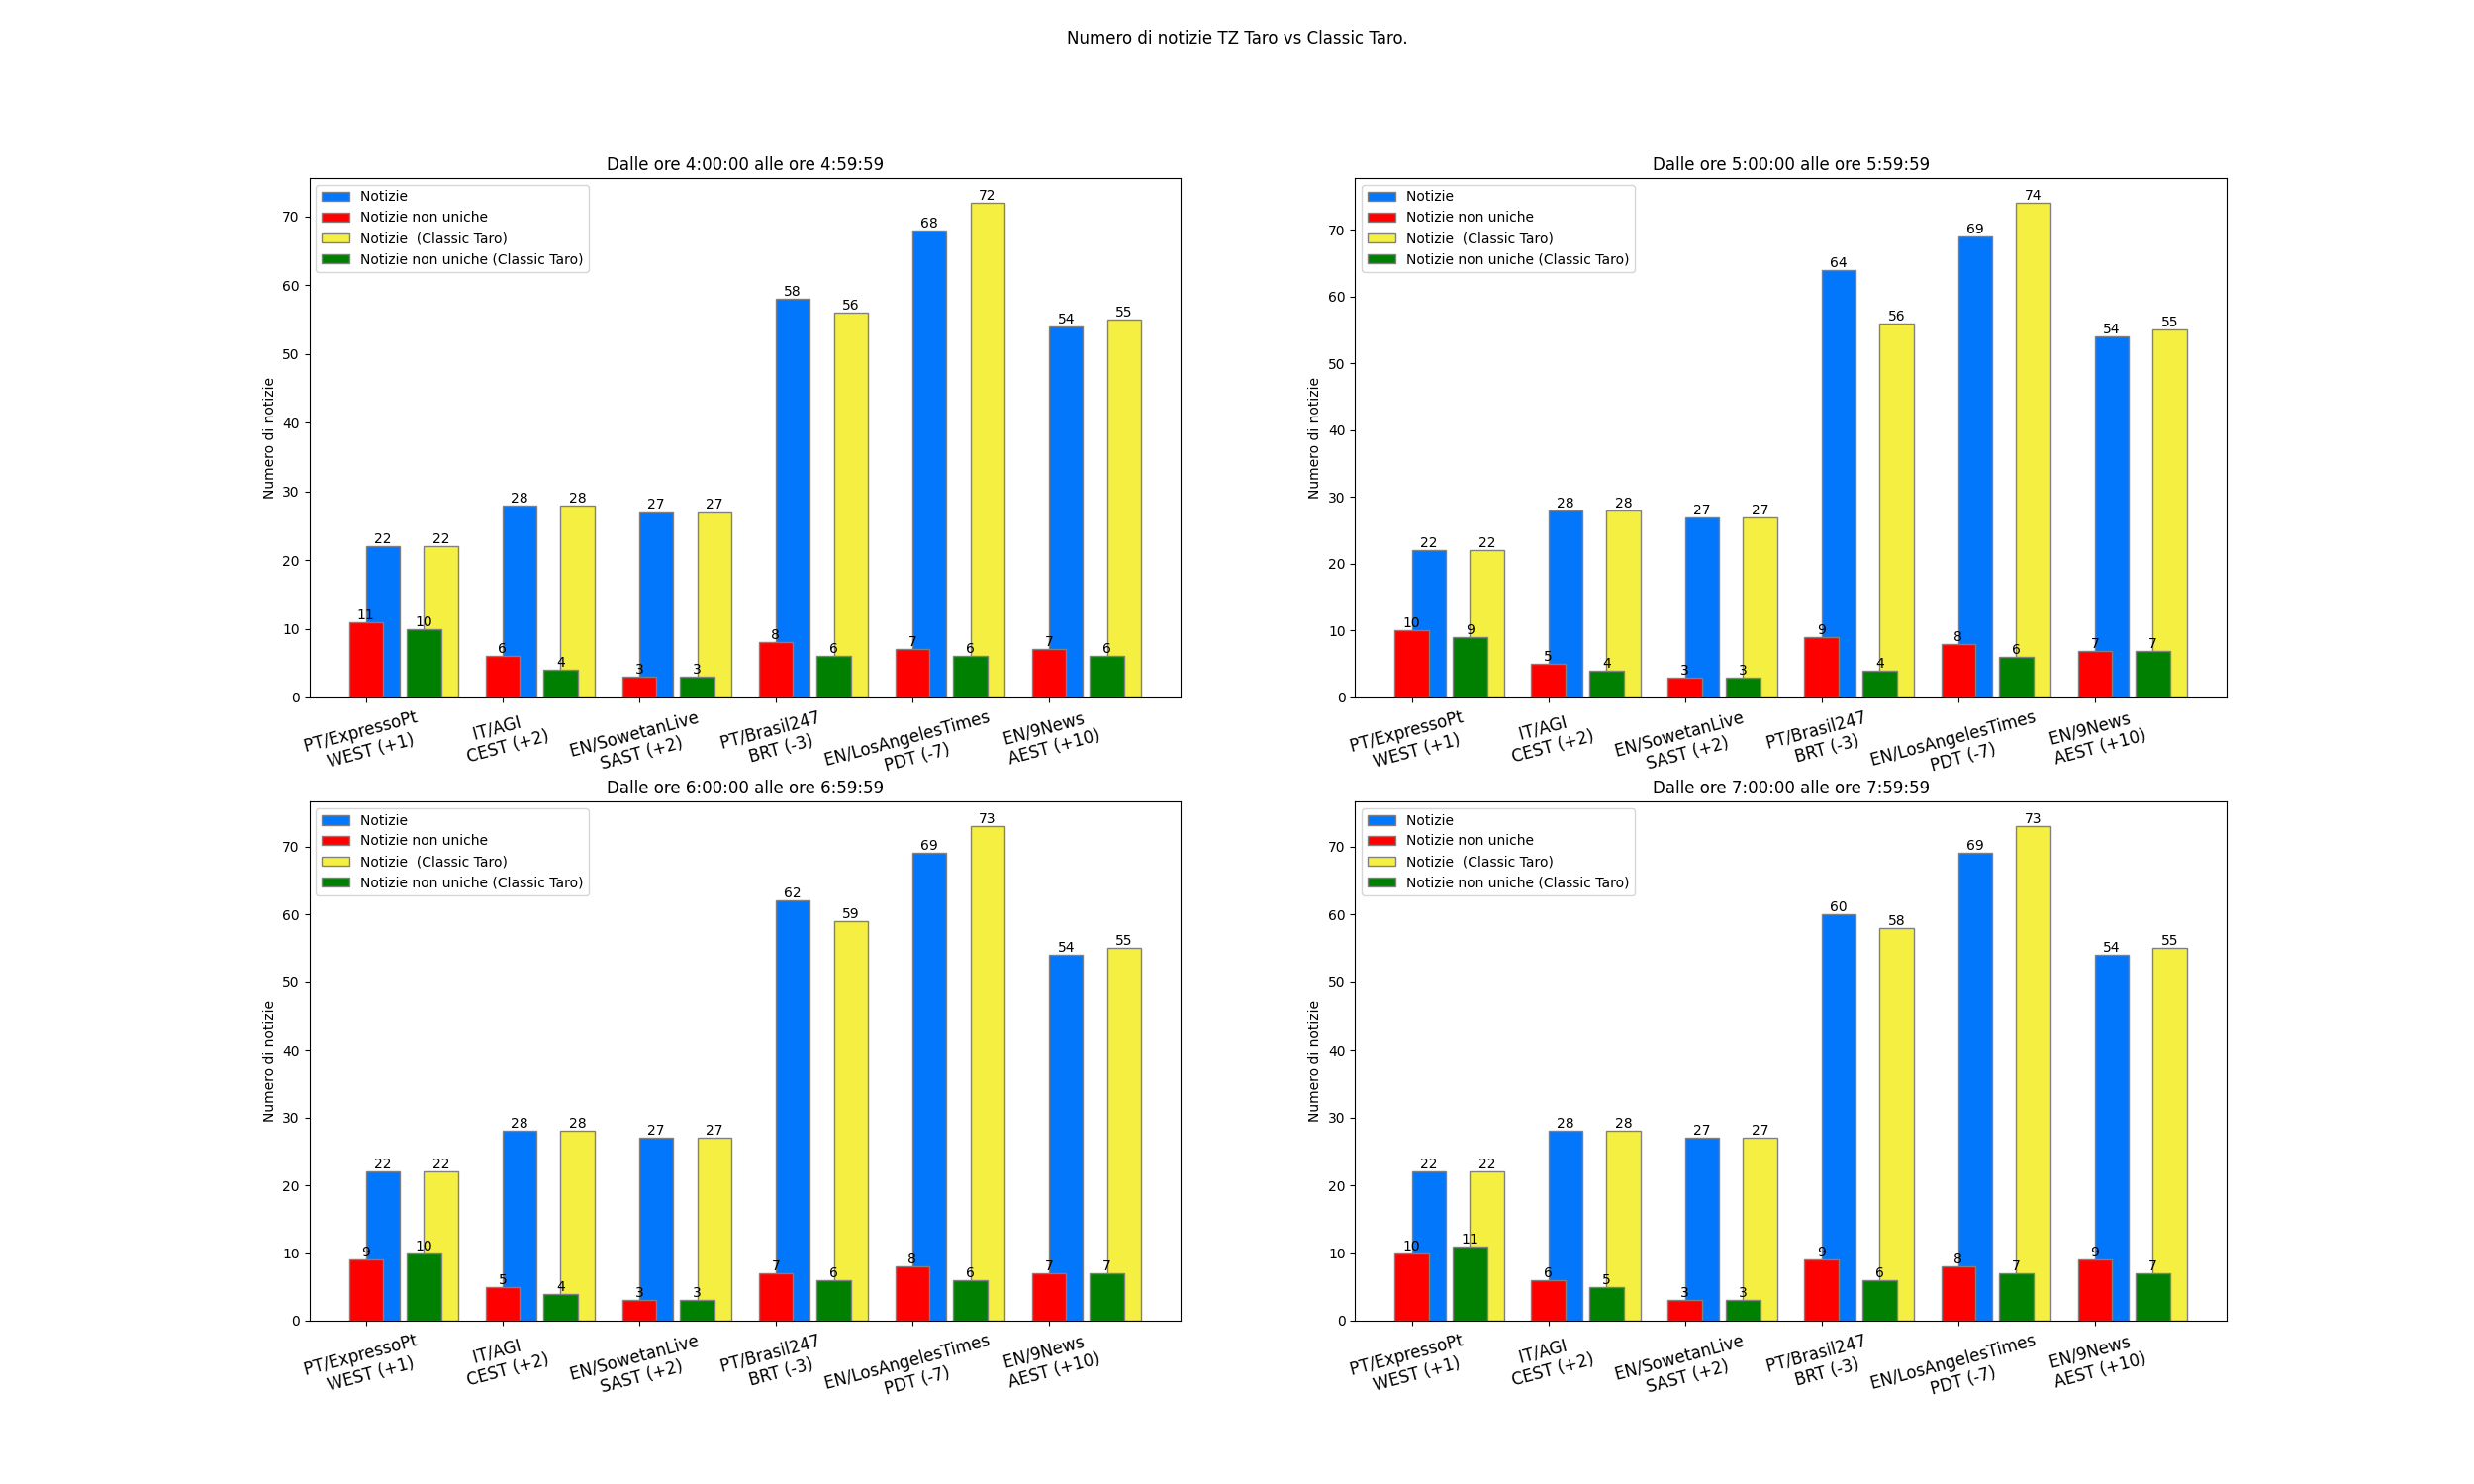 Numero di notizie TZ Taro vs Classic Taro.
Dalle ore 4:00:00 alle ore 4:59:59
Notizie
Notizie non uniche
Notizie  (Classic Taro)
Notizie non uniche (Classic Taro)
Numero di notizie
70
60
50
40
30
20
10
0
22 22 28 28 27 27 58 56 68 72 54 55
11 10 6 4 3 3 8 6 7 6 7 6
PT/ExpressoPt
WEST (+1)
IT/AGI
CEST (+2)
EN/SowetanLive
SAST (+2)
PT/Brasil247
BRT (-3)
EN/LosAngelesTimes
PDT (-7)
EN/9News
AEST (+10)
Dalle ore 5:00:00 alle ore 5:59:59
Notizie
Notizie non uniche
Notizie  (Classic Taro)
Notizie non uniche (Classic Taro)
Numero di notizie
70
60
50
40
30
20
10
0
22 22 28 28 27 27 64 56 69 74 54 55
10 9 5 4 3 3 9 4 8 6 7 7
PT/ExpressoPt
WEST (+1)
IT/AGI
CEST (+2)
EN/SowetanLive
SAST (+2)
PT/Brasil247
BRT (-3)
EN/LosAngelesTimes
PDT (-7)
EN/9News
AEST (+10)
Dalle ore 6:00:00 alle ore 6:59:59
Notizie
Notizie non uniche
Notizie  (Classic Taro)
Notizie non uniche (Classic Taro)
Numero di notizie
70
60
50
40
30
20
10
0
22 22 28 28 27 27 62 59 69 73 54 55
9 10 5 4 3 3 7 6 8 6 7 7
PT/ExpressoPt
WEST (+1)
IT/AGI
CEST (+2)
EN/SowetanLive
SAST (+2)
PT/Brasil247
BRT (-3)
EN/LosAngelesTimes
PDT (-7)
EN/9News
AEST (+10)
Dalle ore 7:00:00 alle ore 7:59:59
Notizie
Notizie non uniche
Notizie  (Classic Taro)
Notizie non uniche (Classic Taro)
Numero di notizie
70
60
50
40
30
20
10
0
22 22 28 28 27 27 60 58 69 73 54 55
10 11 6 5 3 3 9 6 8 7 9 7
PT/ExpressoPt
WEST (+1)
IT/AGI
CEST (+2)
EN/SowetanLive
SAST (+2)
PT/Brasil247
BRT (-3)
EN/LosAngelesTimes
PDT (-7)
EN/9News
AEST (+10)